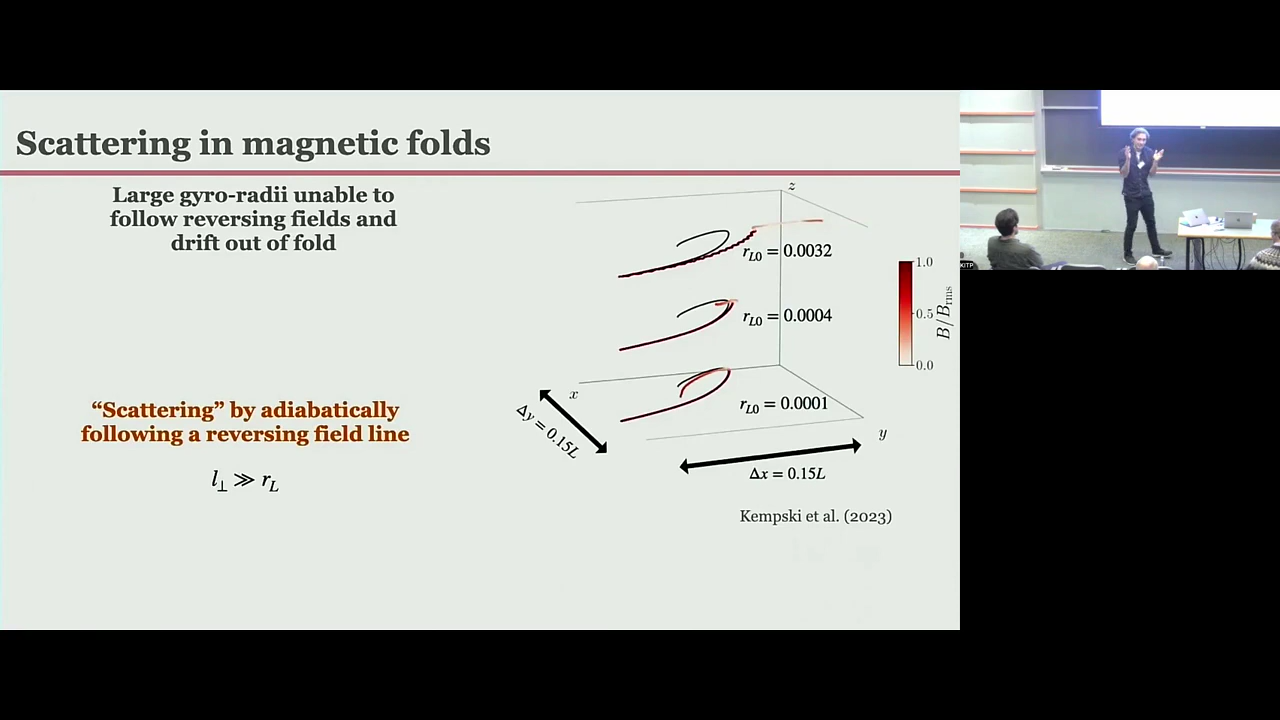 Scattering in magnetic folds
Large gyro-radii unable to
follow reversing fields and
drift out of fold
“Scattering” by adiabatically
following a reversing field line
l⊥ ≫ rL
z
rL0 = 0.0032
rL0 = 0.0004
rL0 = 0.0001
x
y
Δy = 0.15L
Δx = 0.15L
1.0
0.5
0.0
B/Brms
Kempski et al. (2023)
KITP